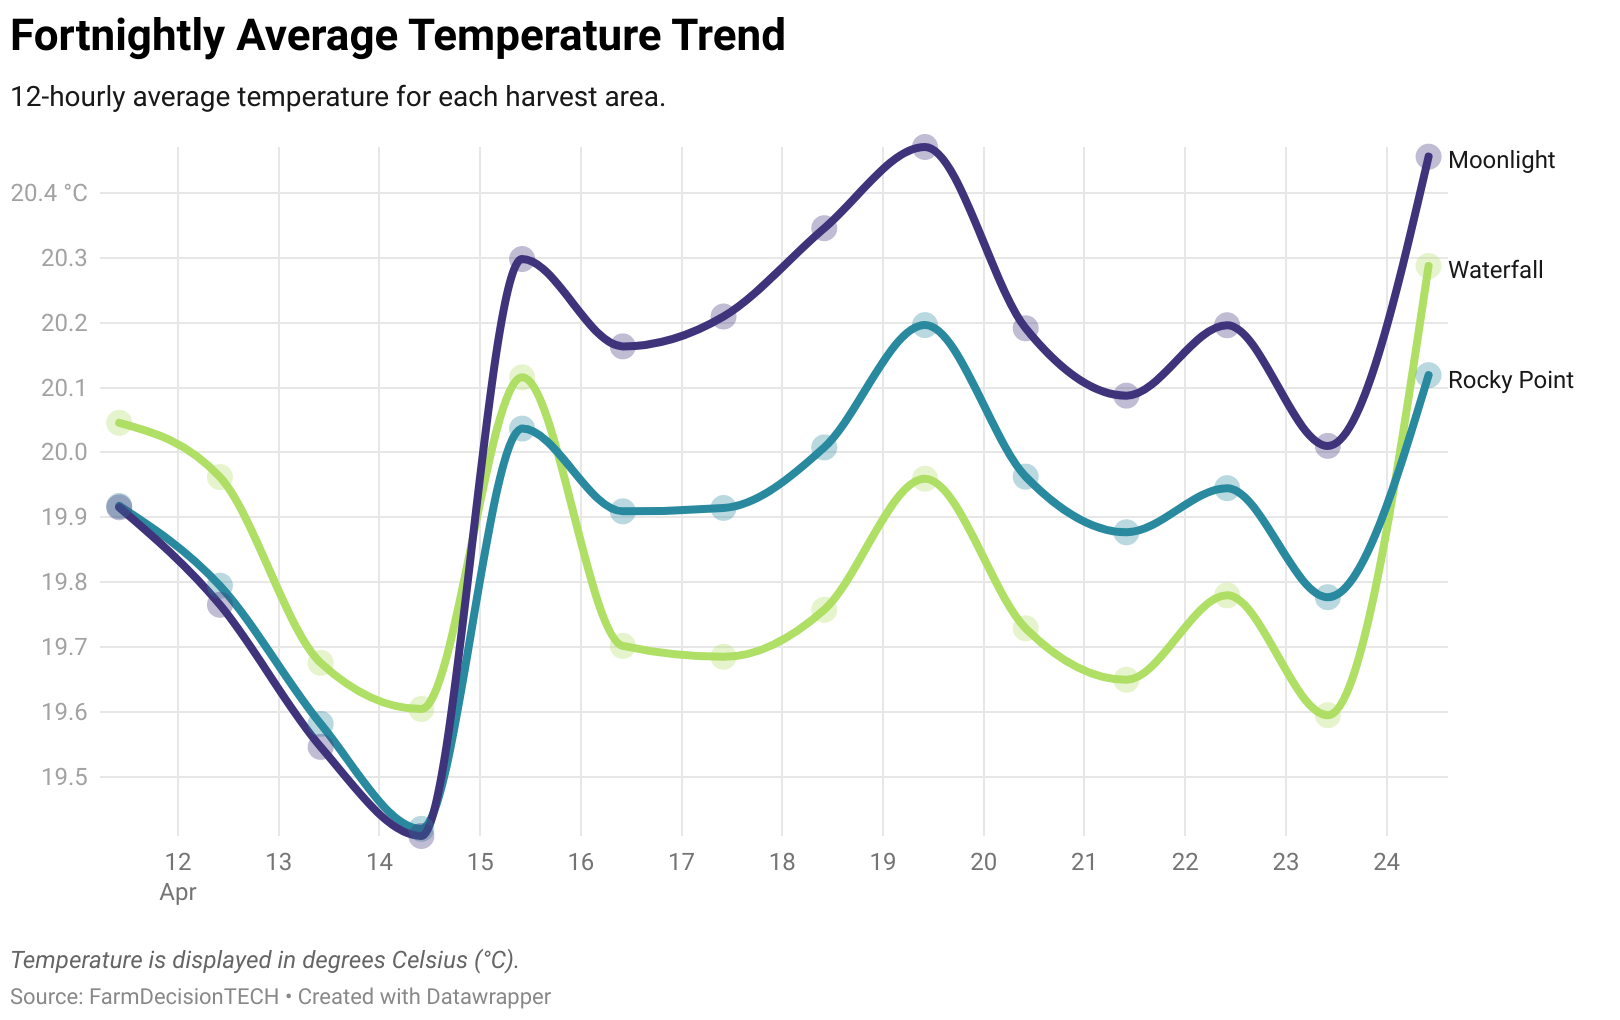 Fortnightly Average Temperature Trend
12-hourly average temperature for each harvest area.
Moonlight
20.4 °C
20.3
Waterfall
20.2
20.1
Rocky Point
20.0
19.9
19.8
19.7
19.6
19.5
12 13 14 15 16 17 18 19 20 21 22 23 24
Apr
Temperature is displayed in degrees Celsius (°C).
Source: FarmDecisionTECH • Created with Datawrapper